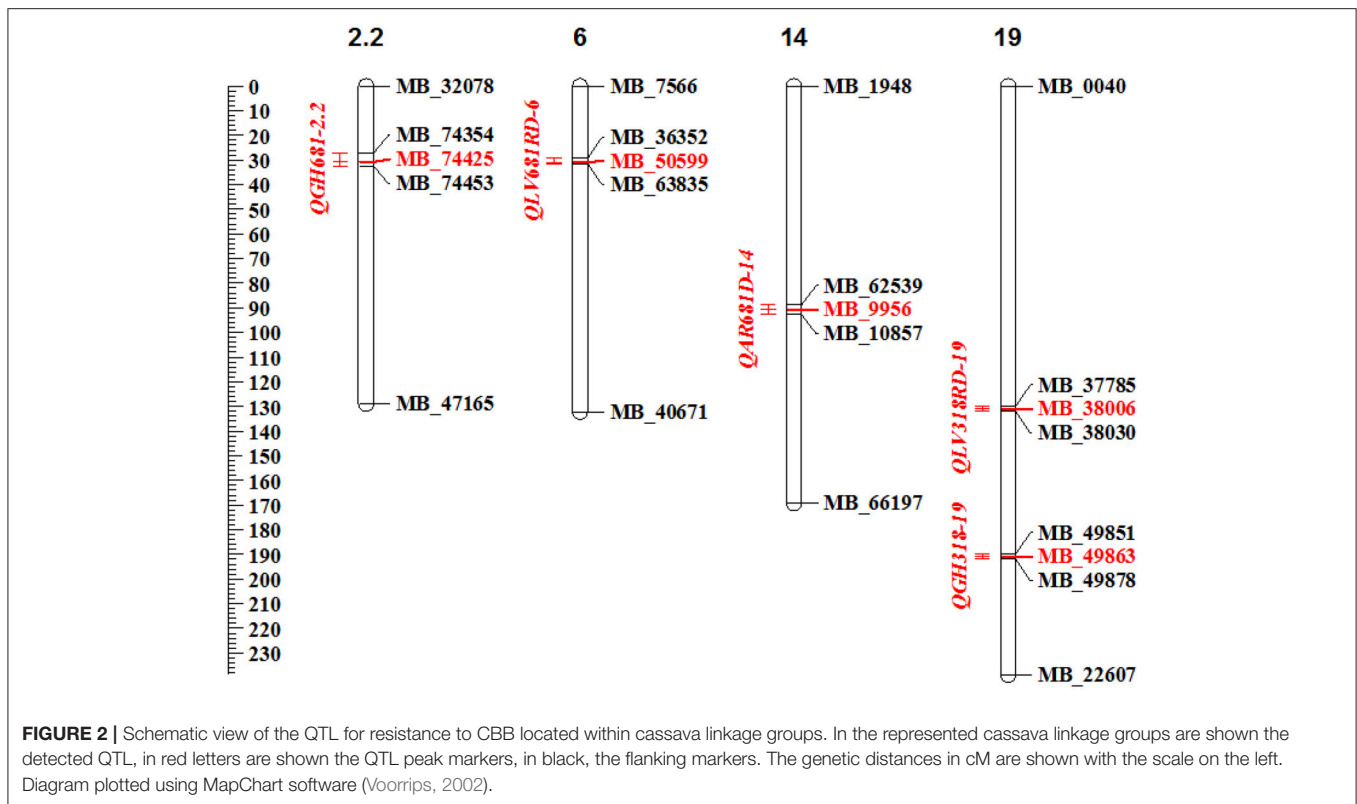 2.2
6
14
19
0
10
20
30
40
50
60
70
80
90
100
110
120
130
140
150
160
170
180
190
200
210
220
230
QGH681-2.2
MB_32078
MB_74354
MB_74425
MB_74453
MB_47165
QLV681RD-6
MB_7566
MB_36352
MB_50599
MB_63835
MB_40671
QAR681D-14
MB_1948
MB_62539
MB_9956
MB_10857
MB_66197
QLV318RD-19
QGH318-19
MB_0040
MB_37785
MB_38006
MB_38030
MB_49851
MB_49863
MB_49878
MB_22607
FIGURE 2 | Schematic view of the QTL for resistance to CBB located within cassava linkage groups. In the represented cassava linkage groups are shown the
detected QTL, in red letters are shown the QTL peak markers, in black, the flanking markers. The genetic distances in cM are shown with the scale on the left.
Diagram plotted using MapChart software (Voorrips, 2002).